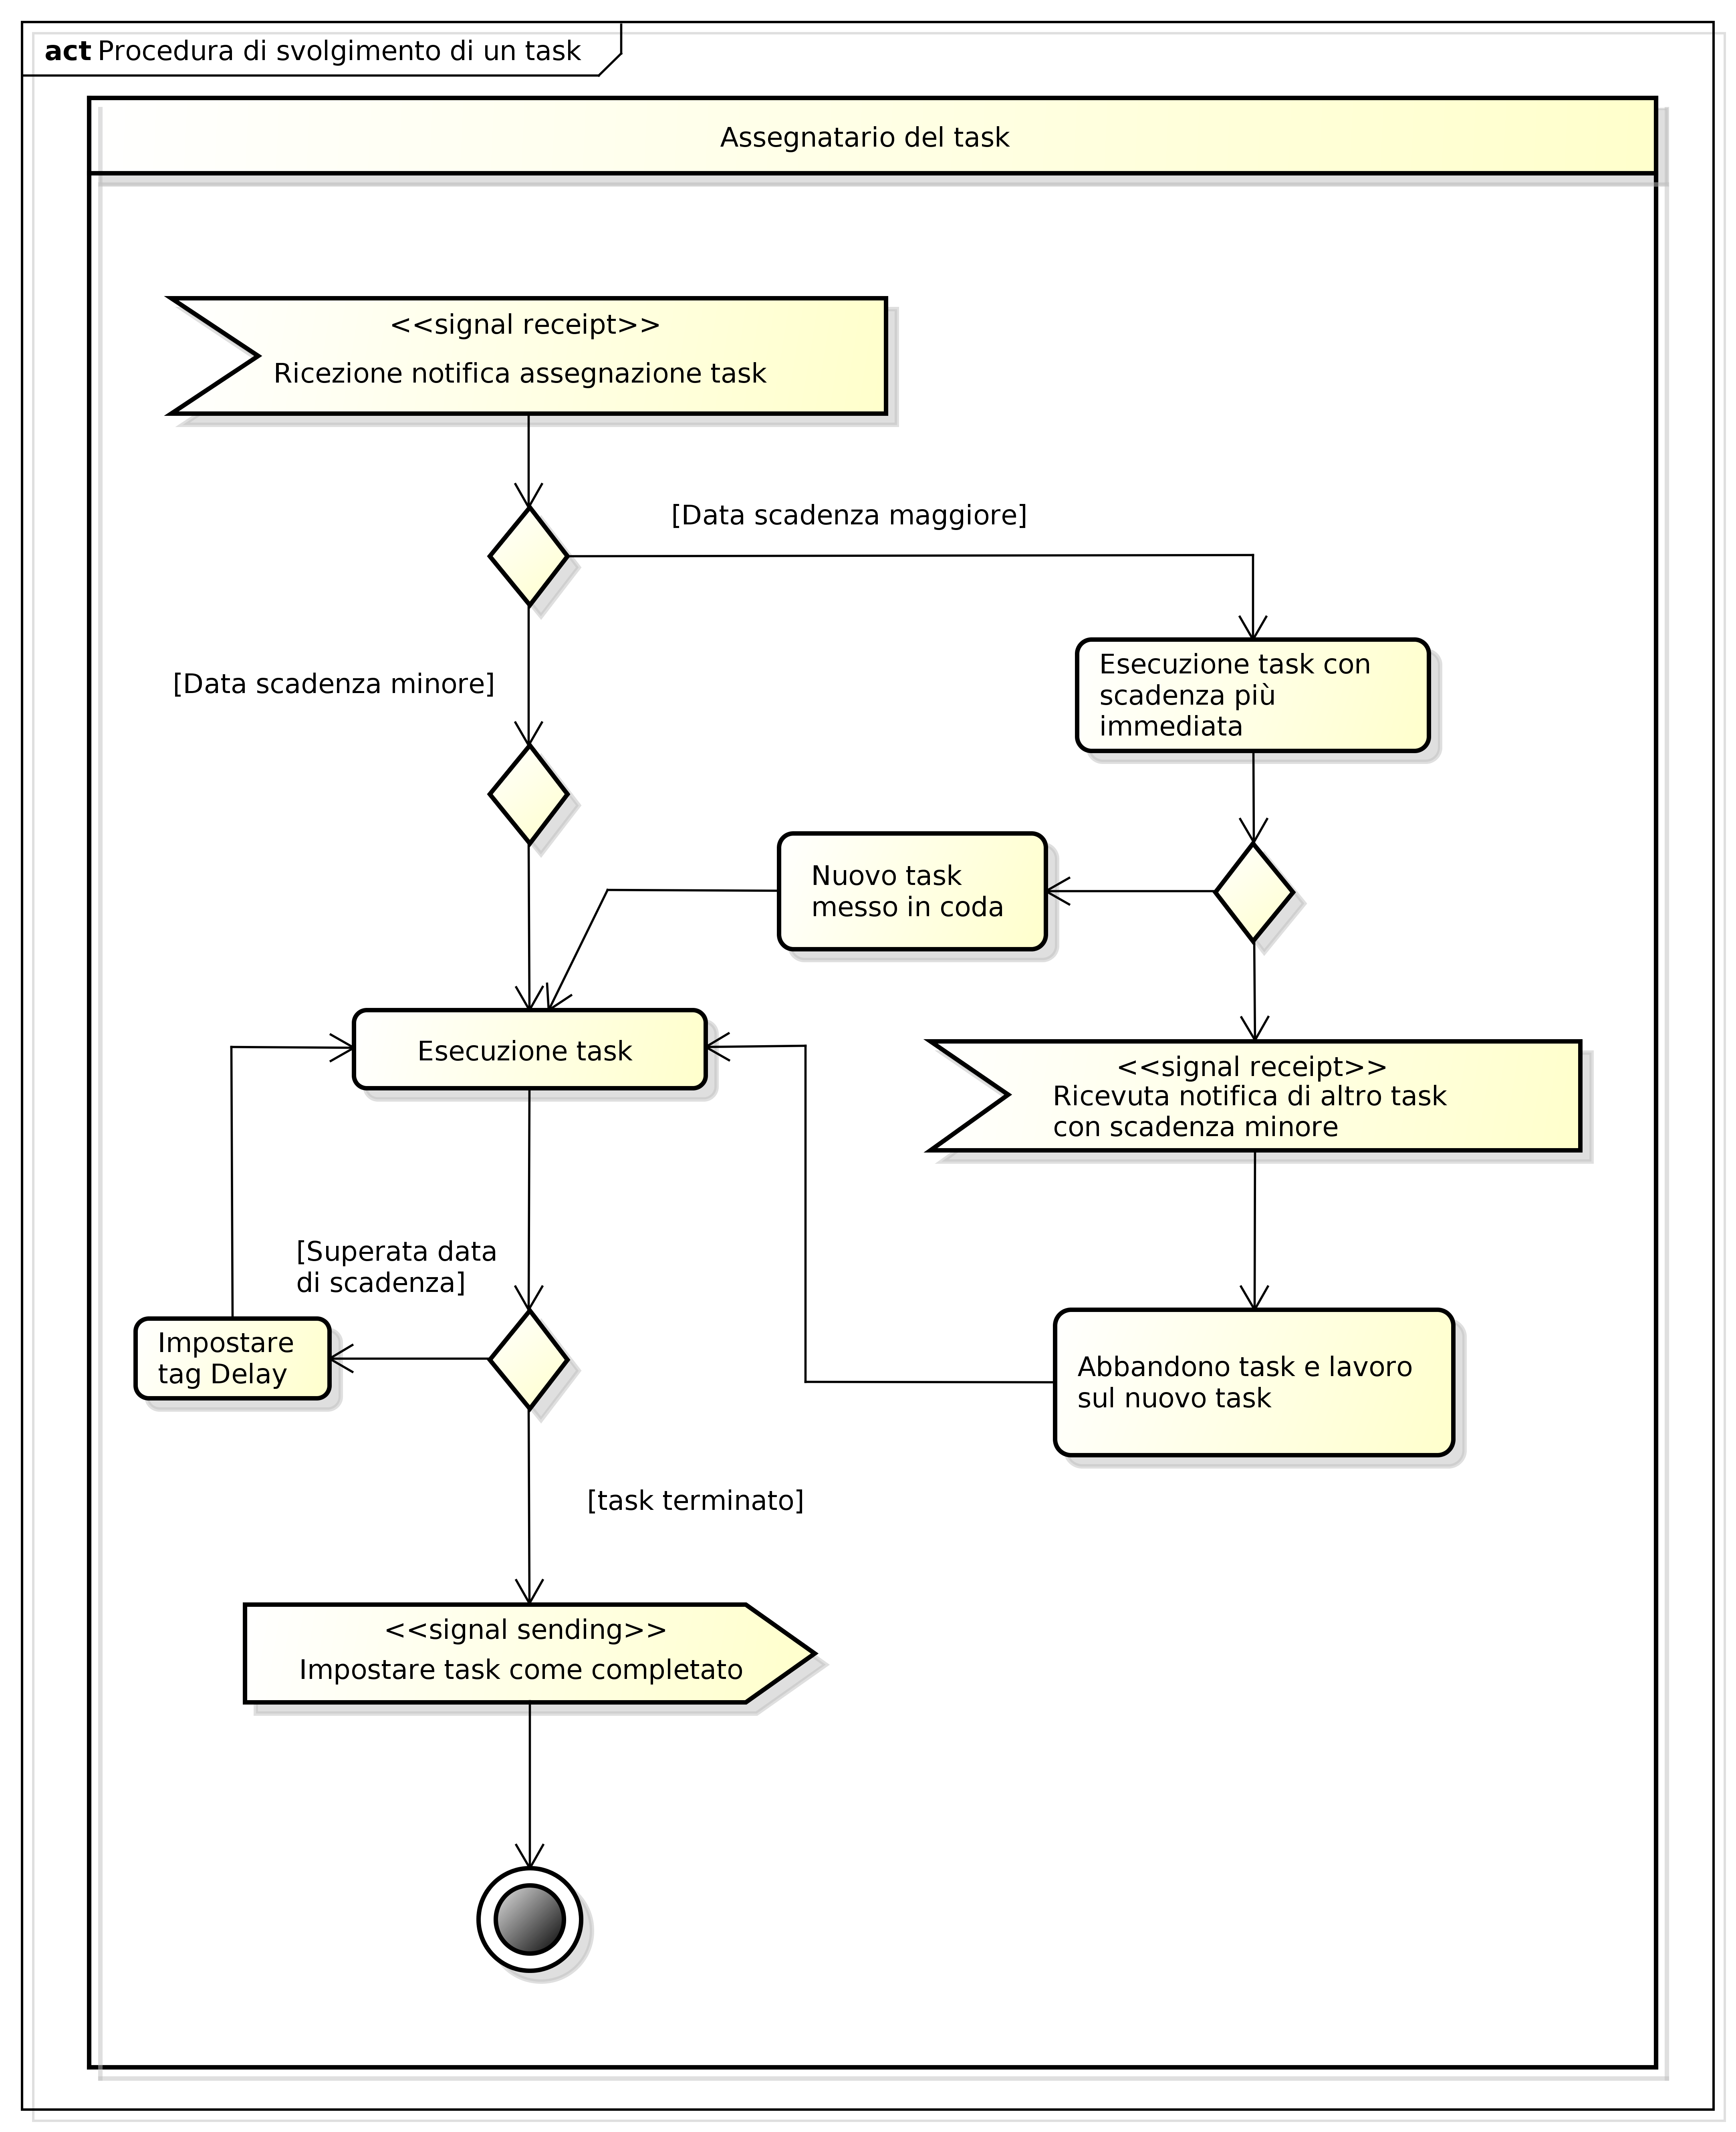 act Procedura di svolgimento di un task
Assegnatario del task
<<signal receipt>>
Ricezione notifica assegnazione task
[Data scadenza maggiore]
[Data scadenza minore]
Esecuzione task con
scadenza più
immediata
Nuovo task
messo in coda
Esecuzione task
<<signal receipt>>
Ricevuta notifica di altro task
con scadenza minore
[Superata data
di scadenza]
Impostare
tag Delay
Abbandono task e lavoro
sul nuovo task
[task terminato]
<<signal sending>>
Impostare task come completato